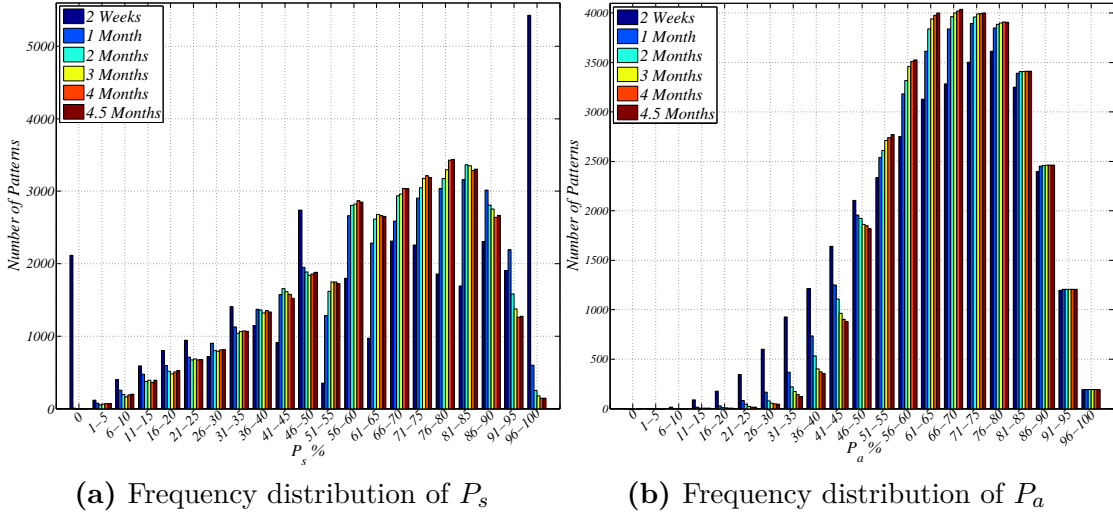 2 Weeks
1 Month
2 Months
3 Months
4 Months
4.5 Months
Number of Patterns
5000
4000
3000
2000
1000
0
0 1–5 6–10 11–15 16–20 21–25 26–30 31–35 36–40 41–45 46–50 51–55 56–60 61–65 66–70 71–75 76–80 81–85 86–90 91–95 96–100
P_s %
(a) Frequency distribution of P_s
2 Weeks
1 Month
2 Months
3 Months
4 Months
4.5 Months
Number of Patterns
4000
3500
3000
2500
2000
1500
1000
500
0
0 1–5 6–10 11–15 16–20 21–25 26–30 31–35 36–40 41–45 46–50 51–55 56–60 61–65 66–70 71–75 76–80 81–85 86–90 91–95 96–100
P_a %
(b) Frequency distribution of P_a